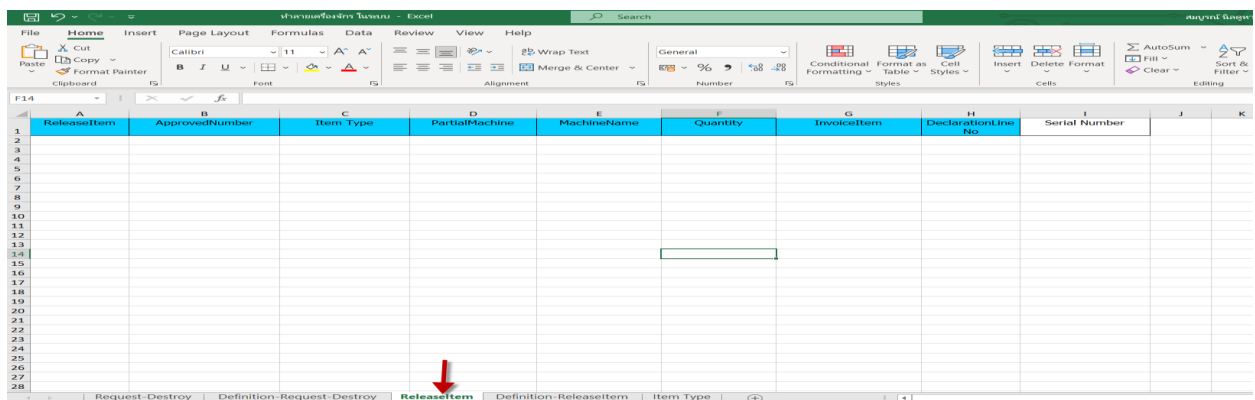 ทำลายเครื่องจักร ในระบบ - Excel
Search
สมบูรณ์
File Home Insert Page Layout Formulas Data Review View Help
Paste
Cut
Copy
Format Painter
Clipboard
Calibri 11 A^ A˅
B I U A
Font
Wrap Text
Merge & Center
Alignment
General
% 9 .00
Number
Conditional Formatting
Format as Table
Cell Styles
Styles
Insert Delete Format
Cells
AutoSum
Fill
Clear
Sort & Filter
Editing
F14 fx
A B C D E F G H I J K
1 ReleaseItem ApprovedNumber Item Type PartialMachine MachineName Quantity InvoiceItem DeclarationLine No Serial Number
2
3
4
5
6
7
8
9
10
11
12
13
14
15
16
17
18
19
20
21
22
23
24
25
26
27
28
Request-Destroy Definition-Request-Destroy ReleaseItem Definition-ReleaseItem Item Type